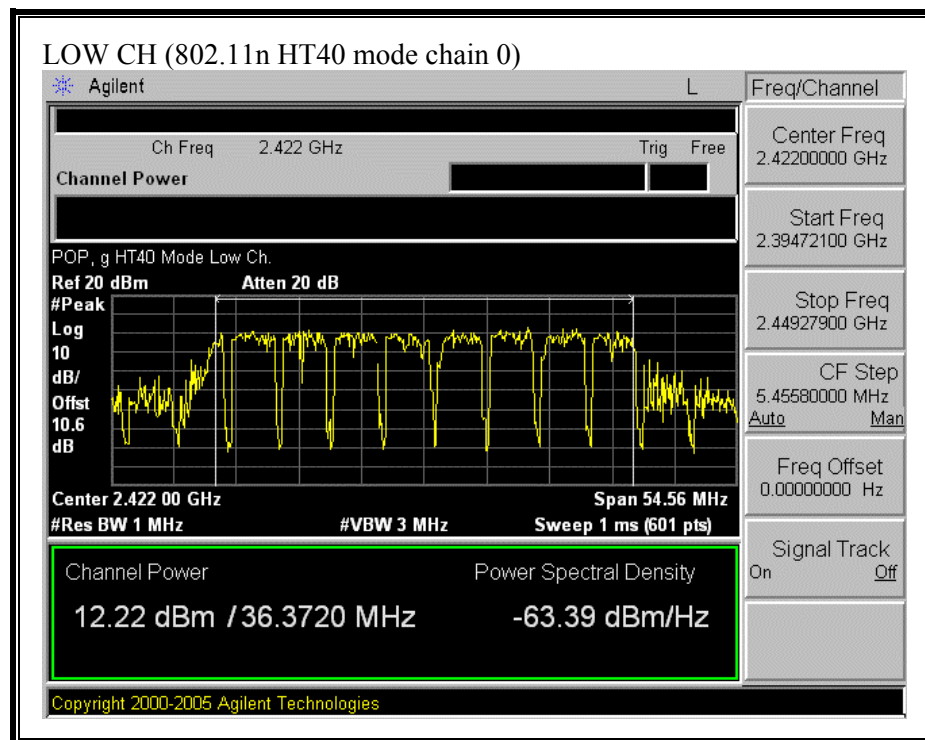 LOW CH (802.11n HT40 mode chain 0)
Agilent L Freq/Channel
Ch Freq 2.422 GHz Trig Free
Channel Power
Center Freq
2.42200000 GHz
Start Freq
2.39472100 GHz
Stop Freq
2.44927900 GHz
CF Step
5.45580000 MHz
Auto Man
Freq Offset
0.00000000 Hz
Signal Track
On Off
POP, g HT40 Mode Low Ch.
Ref 20 dBm Atten 20 dB
#Peak
Log
10
dB/
Offst
10.6
dB
Center 2.422 00 GHz Span 54.56 MHz
#Res BW 1 MHz #VBW 3 MHz Sweep 1 ms (601 pts)
Channel Power Power Spectral Density
12.22 dBm / 36.3720 MHz -63.39 dBm/Hz
Copyright 2000-2005 Agilent Technologies